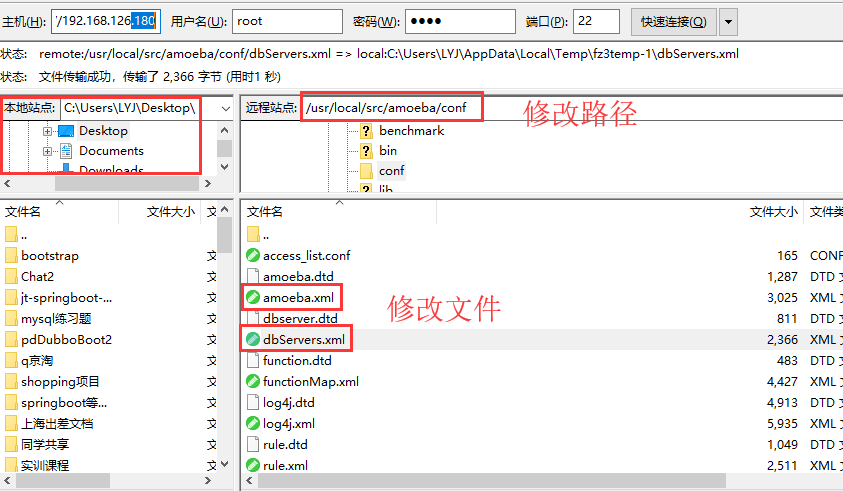 主机(H): '/192.168.126.180 用户名(U): root 密码(W): ●●●● 端口(P): 22 快速连接(Q)
状态: remote:/usr/local/src/amoeba/conf/dbServers.xml => local:C:\Users\LYJ\AppData\Local\Temp\fz3temp-1\dbServers.xml
状态: 文件传输成功，传输了 2,366 字节 (用时1 秒)
本地站点: C:\Users\LYJ\Desktop\
Desktop
Documents
Downloads
远程站点: /usr/local/src/amoeba/conf
修改路径
benchmark
bin
conf
lib
文件名 文件大小 文
..
bootstrap 文
Chat2 文
jt-springboot-... 文
mysql练习题 文
pdDubboBoot2 文
q京淘 文
shopping项目 文
springboot等... 文
上海出差文档 文
同学共享 文
实训课程 文
文件名 文件大小 文件类
..
access_list.conf 165 CONF
amoeba.dtd 1,287 DTD 文
amoeba.xml 3,025 XML 文
修改文件
dbserver.dtd 811 DTD 文
dbServers.xml 2,366 XML 文
function.dtd 483 DTD 文
functionMap.xml 4,427 XML 文
log4j.dtd 4,913 DTD 文
log4j.xml 5,935 XML 文
rule.dtd 1,049 DTD 文
rule.xml 2,511 XML 文